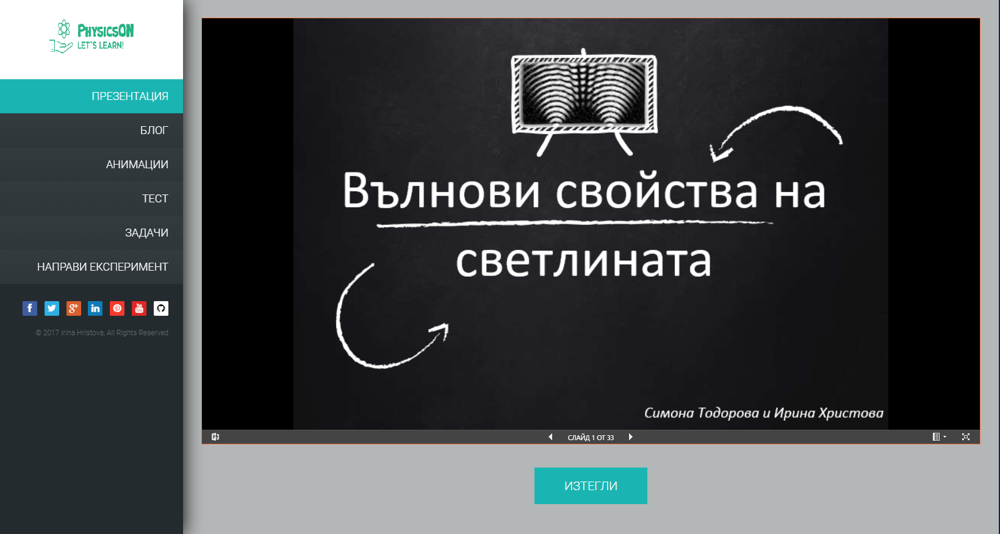 PhysicsON
LET"S LEARN!
ПРЕЗЕНТАЦИЯ
БЛОГ
АНИМАЦИИ
ТЕСТ
ЗАДАЧИ
НАПРАВИ ЕКСПЕРИМЕНТ
© 2017 Irina Hristova, All Rights Reserved
Вълнови свойства на
светлината
Симона Тодорова и Ирина Христова
СЛАЙД 1 ОТ 33
ИЗТЕГЛИ